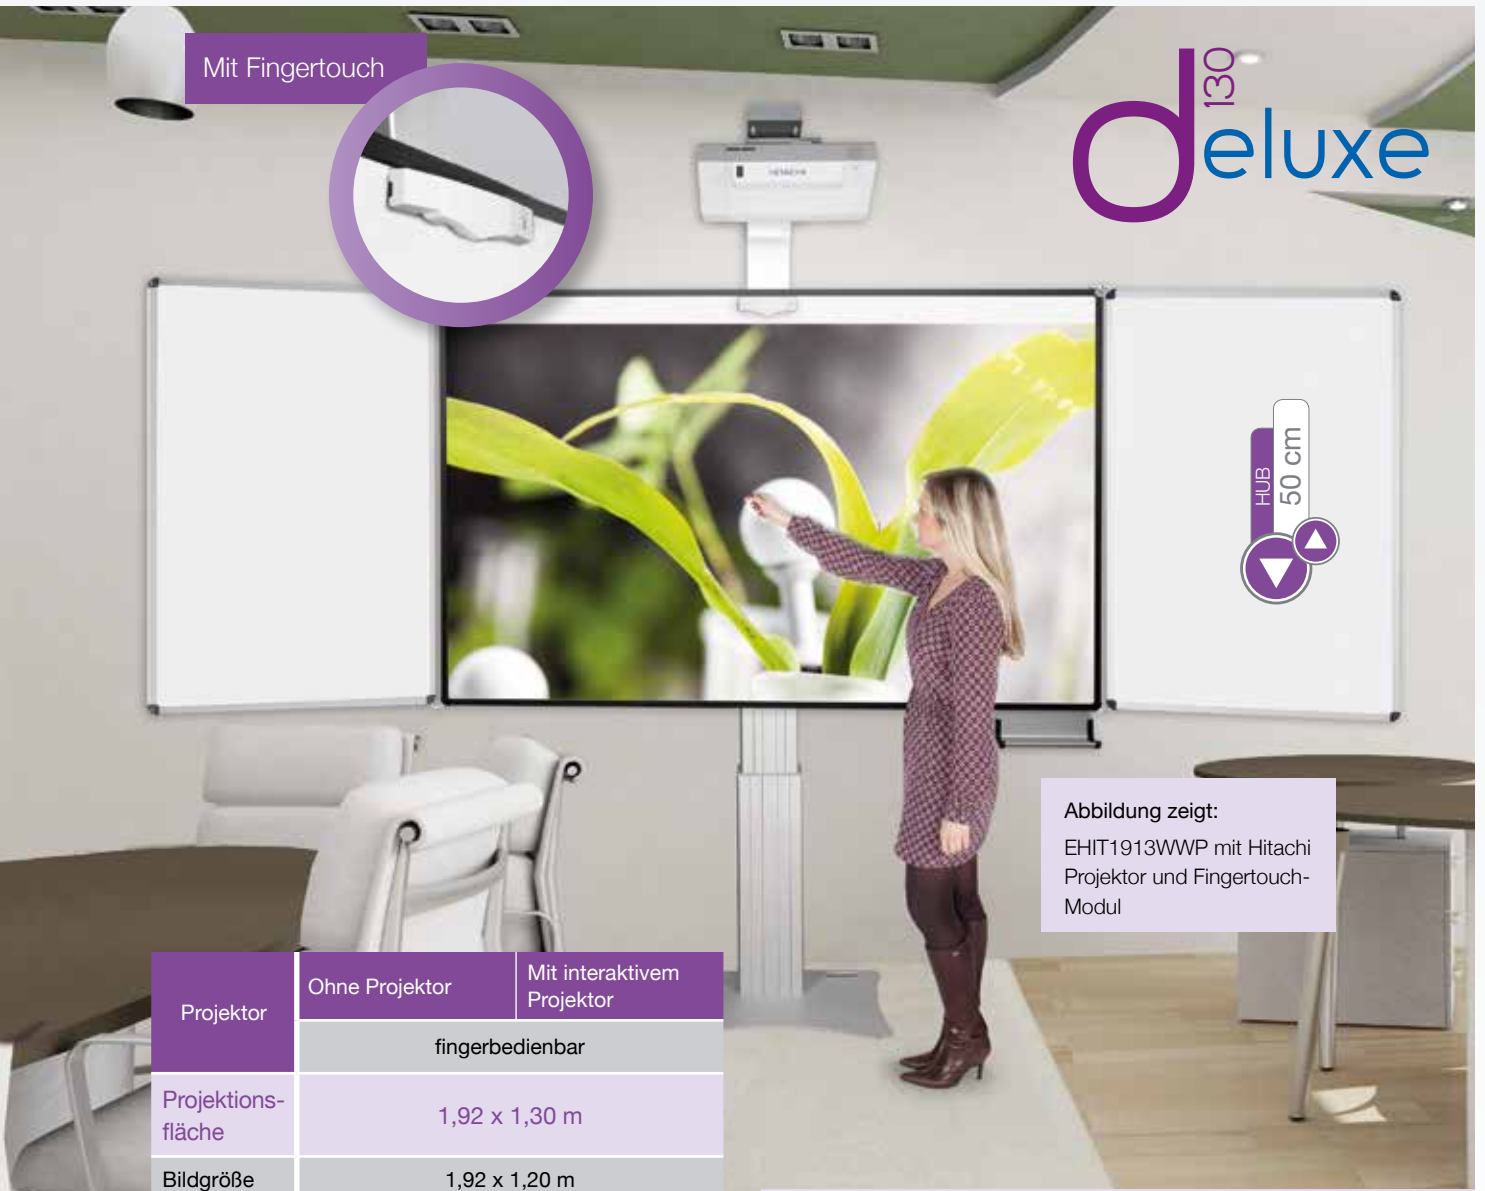 Mit Fingertouch
deluxe
130
HITACHI
HUB
50 cm
Abbildung zeigt:
EHIT1913WWP mit Hitachi
Projektor und Fingertouch-
Modul
Projektor
Ohne Projektor
Mit interaktivem
Projektor
fingerbedienbar
Projektions-
fläche
1,92 x 1,30 m
Bildgröße
1,92 x 1,20 m